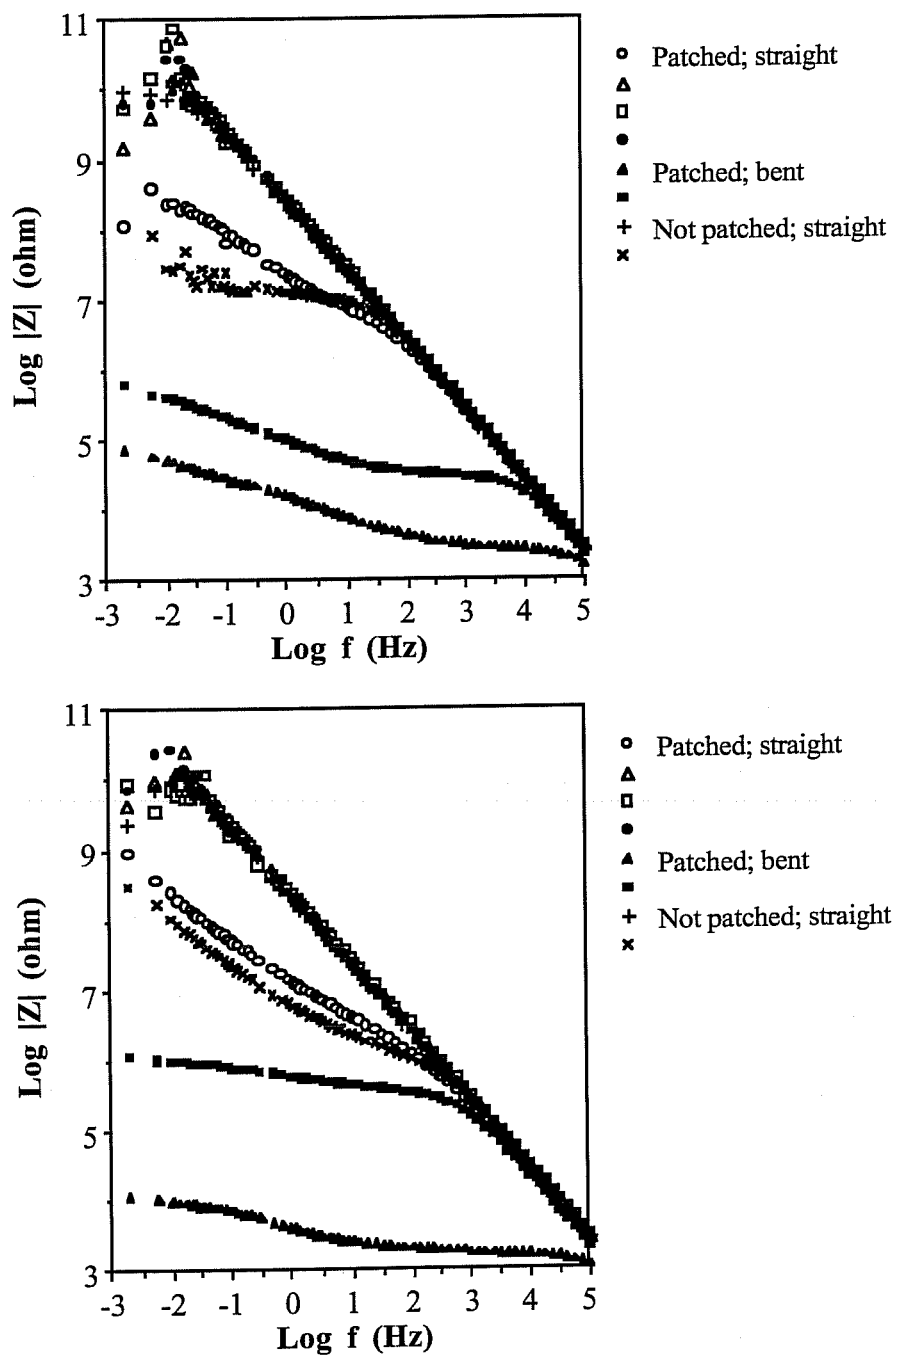 11
9
7
5
3
Log |Z| (ohm)
-3 -2 -1 0 1 2 3 4 5
Log f (Hz)
Patched; straight
Patched; bent
Not patched; straight
11
9
7
5
3
Log |Z| (ohm)
-3 -2 -1 0 1 2 3 4 5
Log f (Hz)
Patched; straight
Patched; bent
Not patched; straight